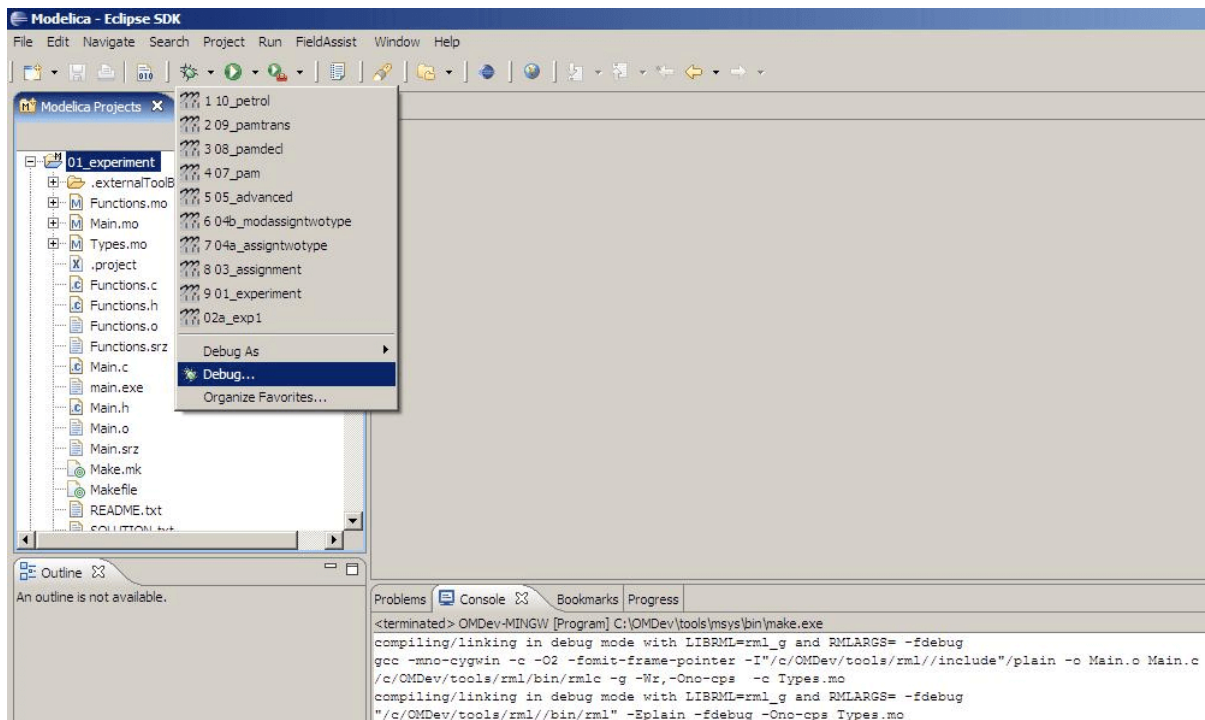 Modelica - Eclipse SDK
File Edit Navigate Search Project Run FieldAssist Window Help
Modelica Projects
1 10_petrol
2 09_pamtrans
3 08_pamdecl
4 07_pam
5 05_advanced
6 04b_modassigntwotype
7 04a_assigntwotype
8 03_assignment
9 01_experiment
02a_exp1
Debug As
Debug...
Organize Favorites...
01_experiment
.externalToolB
Functions.mo
Main.mo
Types.mo
.project
Functions.c
Functions.h
Functions.o
Functions.srz
Main.c
main.exe
Main.h
Main.o
Main.srz
Make.mk
Makefile
README.txt
SOLUTION.txt
Outline
An outline is not available.
Problems Console Bookmarks Progress
<terminated> OMDev-MINGW [Program] C:\OMDev\tools\msys\bin\make.exe
compiling/linking in debug mode with LIBRML=rml_g and RMLARGS= -fdebug
gcc -mno-cygwin -c -O2 -fomit-frame-pointer -I"/c/OMDev/tools/rml//include"/plain -o Main.o Main.c
/c/OMDev/tools/rml/bin/rmlc -g -Wr,-Ono-cps -c Types.mo
compiling/linking in debug mode with LIBRML=rml_g and RMLARGS= -fdebug
"/c/OMDev/tools/rml//bin/rml" -Eplain -fdebug -Ono-cps Types.mo